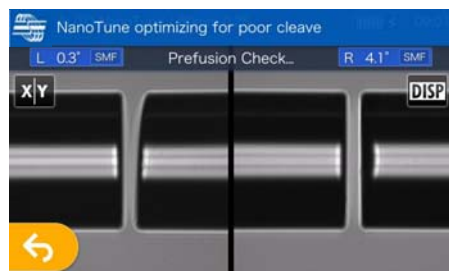 NanoTune optimizing for poor cleave
L 0.3° SMF Prefusion Check... R 4.1° SMF
X Y DISP